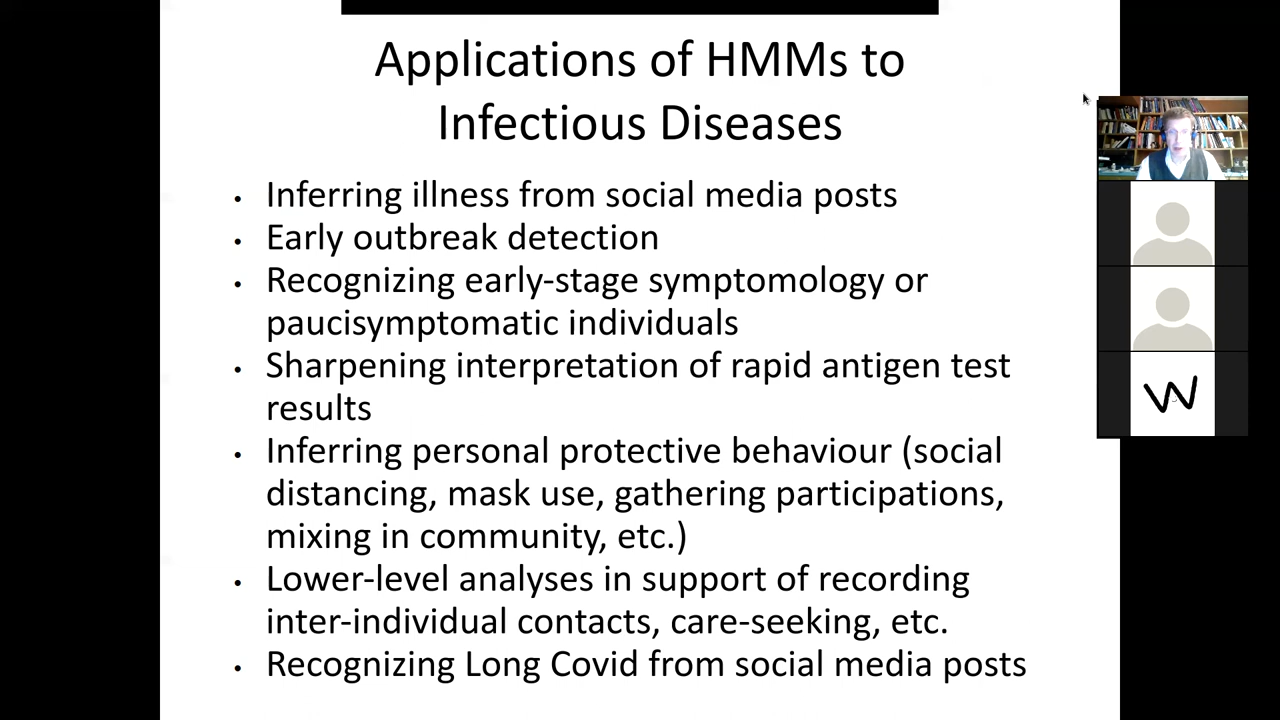 Applications of HMMs to
Infectious Diseases
• Inferring illness from social media posts
• Early outbreak detection
• Recognizing early-stage symptomology or
paucisymptomatic individuals
• Sharpening interpretation of rapid antigen test
results
• Inferring personal protective behaviour (social
distancing, mask use, gathering participations,
mixing in community, etc.)
• Lower-level analyses in support of recording
inter-individual contacts, care-seeking, etc.
• Recognizing Long Covid from social media posts
W